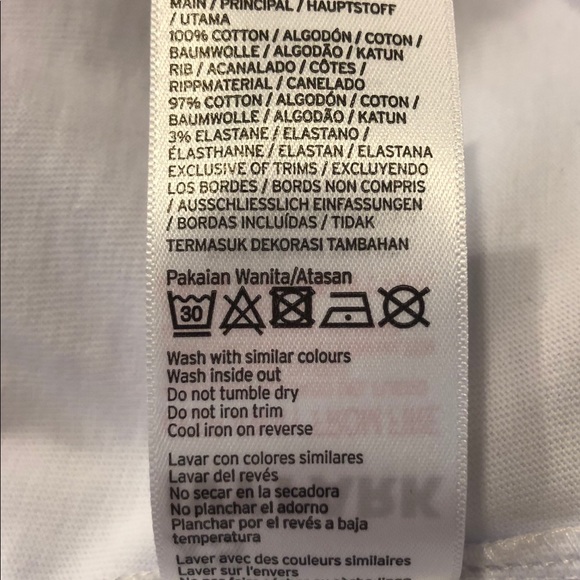 MAIN / PRINCIPAL / HAUPTSTOFF
/ UTAMA
100% COTTON / ALGODÓN / COTON /
BAUMWOLLE / ALGODÃO / KATUN
RIB / ACANALADO / CÔTES /
RIPPMATERIAL / CANELADO
97% COTTON / ALGODÓN / COTON /
BAUMWOLLE / ALGODÃO / KATUN
3% ELASTANE / ELASTANO /
ÉLASTHANNE / ELASTAN / ELASTANA
EXCLUSIVE OF TRIMS / EXCLUYENDO
LOS BORDES / BORDS NON COMPRIS
/ AUSSCHLIESSLICH EINFASSUNGEN
/ BORDAS INCLUÍDAS / TIDAK
TERMASUK DEKORASI TAMBAHAN
Pakaian Wanita/Atasan
30
Wash with similar colours
Wash inside out
Do not tumble dry
Do not iron trim
Cool iron on reverse
Lavar con colores similares
Lavar del revés
No secar en la secadora
No planchar el adorno
Planchar por el revés a baja
temperatura
Laver avec des couleurs similaires
Laver sur l'envers